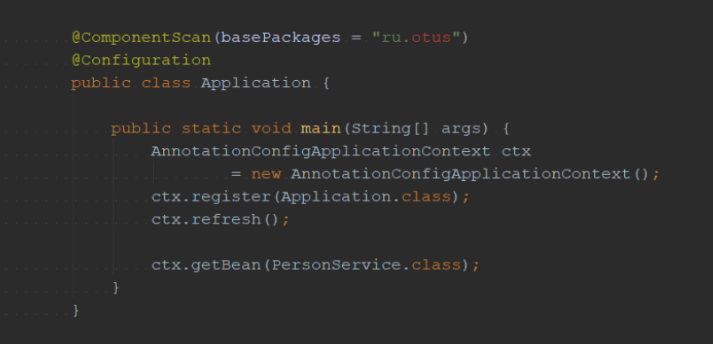 @ComponentScan(basePackages = "ru.otus")
@Configuration
public class Application {
public static void main(String[] args) {
AnnotationConfigApplicationContext ctx
= new AnnotationConfigApplicationContext();
ctx.register(Application.class);
ctx.refresh();
ctx.getBean(PersonService.class);
}
}